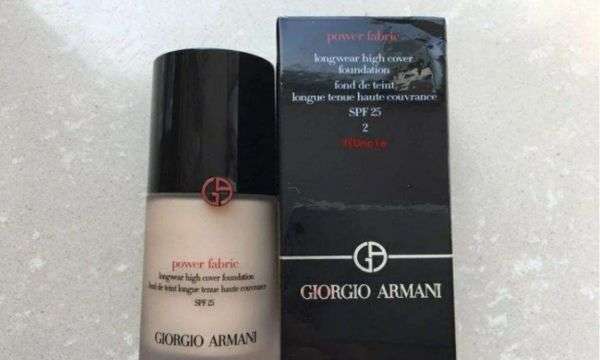 power fabric
longwear high cover foundation
fond de teint longue tenue haute couvrance
SPF 25
GIORGIO ARMANI
power fabric
longwear high cover
foundation
fond de teint
longue tenue haute couvrance
SPF 25
2
GIORGIO ARMANI